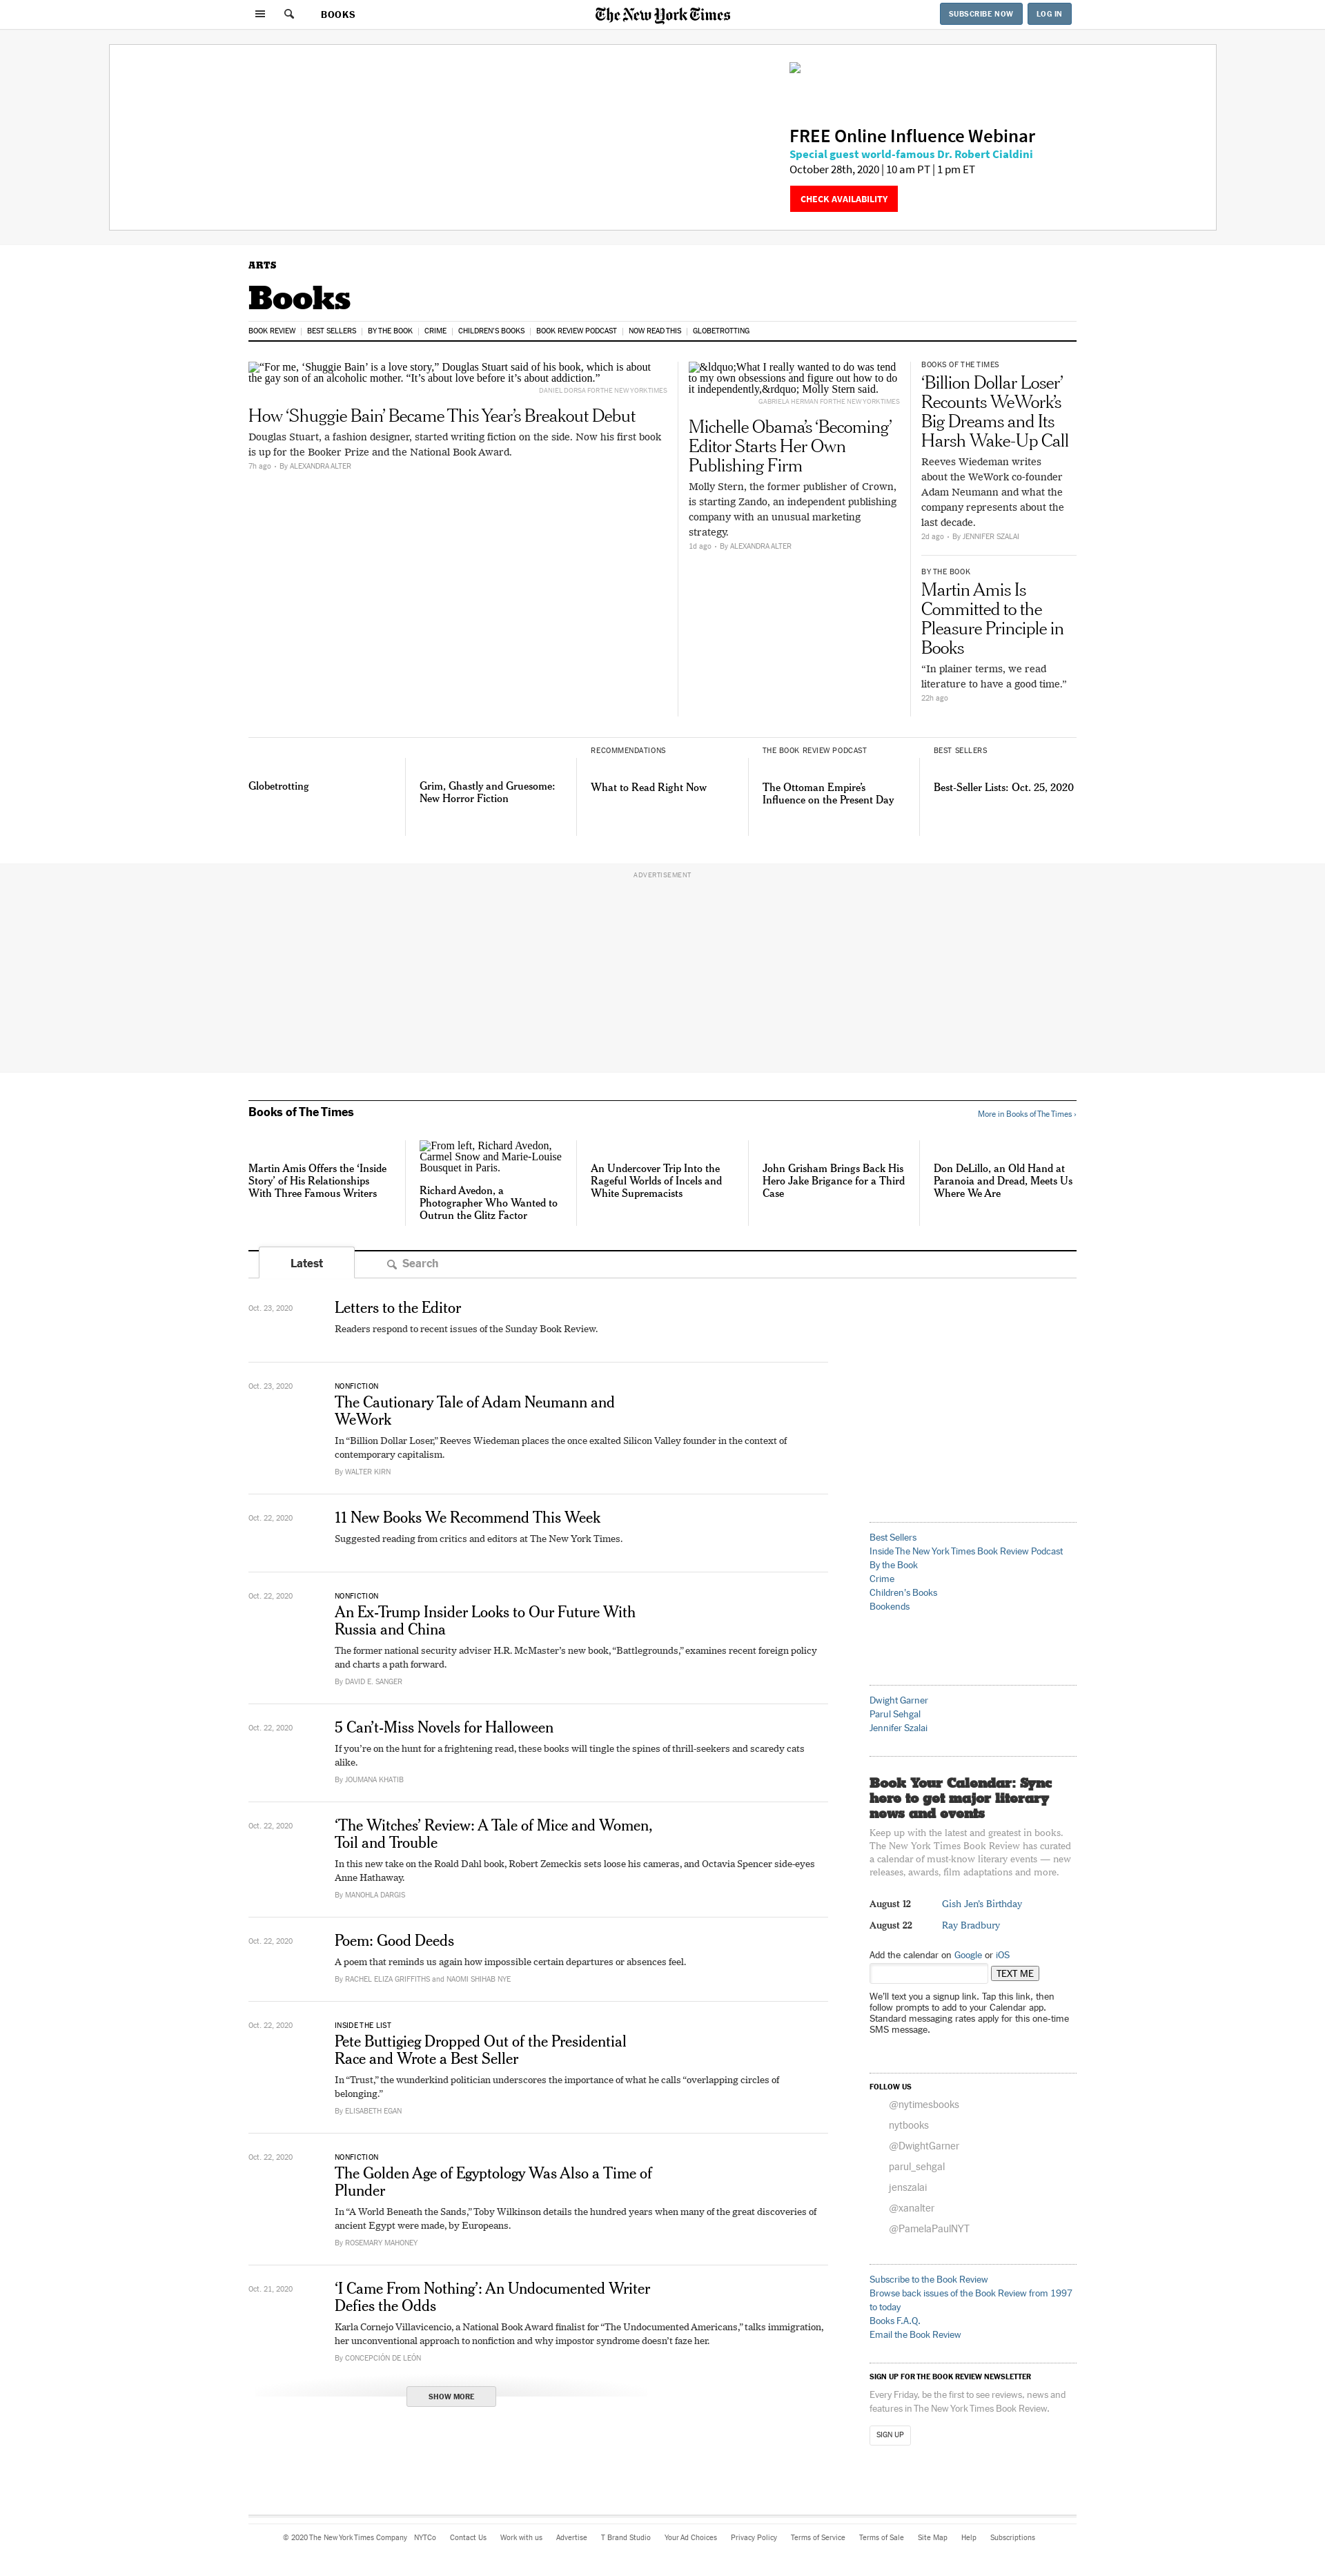 BOOKS
The New York Times
SUBSCRIBE NOW
LOG IN
FREE Online Influence Webinar
Special guest world-famous Dr. Robert Cialdini
October 28th, 2020 | 10 am PT | 1 pm ET
CHECK AVAILABILITY
ARTS
Books
BOOK REVIEW | BEST SELLERS | BY THE BOOK | CRIME | CHILDREN'S BOOKS | BOOK REVIEW PODCAST | NOW READ THIS | GLOBETROTTING
“For me, ‘Shuggie Bain’ is a love story,” Douglas Stuart said of his book, which is about
the gay son of an alcoholic mother. “It’s about love before it’s about addiction.”
DANIEL DORSA FOR THE NEW YORK TIMES
How ‘Shuggie Bain’ Became This Year’s Breakout Debut
Douglas Stuart, a fashion designer, started writing fiction on the side. Now his first book
is up for the Booker Prize and the National Book Award.
7h ago • By ALEXANDRA ALTER
&ldquo;What I really wanted to do was tend
to my own obsessions and figure out how to do
it independently,&rdquo; Molly Stern said.
GABRIELA HERMAN FOR THE NEW YORK TIMES
Michelle Obama’s ‘Becoming’
Editor Starts Her Own
Publishing Firm
Molly Stern, the former publisher of Crown,
is starting Zando, an independent publishing
company with an unusual marketing
strategy.
1d ago • By ALEXANDRA ALTER
BOOKS OF THE TIMES
‘Billion Dollar Loser’
Recounts WeWork’s
Big Dreams and Its
Harsh Wake-Up Call
Reeves Wiedeman writes
about the WeWork co-founder
Adam Neumann and what the
company represents about the
last decade.
2d ago • By JENNIFER SZALAI
BY THE BOOK
Martin Amis Is
Committed to the
Pleasure Principle in
Books
“In plainer terms, we read
literature to have a good time.”
22h ago
Globetrotting
Grim, Ghastly and Gruesome:
New Horror Fiction
RECOMMENDATIONS
What to Read Right Now
THE BOOK REVIEW PODCAST
The Ottoman Empire’s
Influence on the Present Day
BEST SELLERS
Best-Seller Lists: Oct. 25, 2020
ADVERTISEMENT
Books of The Times
More in Books of The Times ›
Martin Amis Offers the ‘Inside
Story’ of His Relationships
With Three Famous Writers
From left, Richard Avedon,
Carmel Snow and Marie-Louise
Bousquet in Paris.
Richard Avedon, a
Photographer Who Wanted to
Outrun the Glitz Factor
An Undercover Trip Into the
Rageful Worlds of Incels and
White Supremacists
John Grisham Brings Back His
Hero Jake Brigance for a Third
Case
Don DeLillo, an Old Hand at
Paranoia and Dread, Meets Us
Where We Are
Latest
Search
Oct. 23, 2020
Letters to the Editor
Readers respond to recent issues of the Sunday Book Review.
Oct. 23, 2020
NONFICTION
The Cautionary Tale of Adam Neumann and
WeWork
In “Billion Dollar Loser,” Reeves Wiedeman places the once exalted Silicon Valley founder in the context of
contemporary capitalism.
By WALTER KIRN
Oct. 22, 2020
11 New Books We Recommend This Week
Suggested reading from critics and editors at The New York Times.
Oct. 22, 2020
NONFICTION
An Ex-Trump Insider Looks to Our Future With
Russia and China
The former national security adviser H.R. McMaster’s new book, “Battlegrounds,” examines recent foreign policy
and charts a path forward.
By DAVID E. SANGER
Oct. 22, 2020
5 Can’t-Miss Novels for Halloween
If you’re on the hunt for a frightening read, these books will tingle the spines of thrill-seekers and scaredy cats
alike.
By JOUMANA KHATIB
Oct. 22, 2020
‘The Witches’ Review: A Tale of Mice and Women,
Toil and Trouble
In this new take on the Roald Dahl book, Robert Zemeckis sets loose his cameras, and Octavia Spencer side-eyes
Anne Hathaway.
By MANOHLA DARGIS
Oct. 22, 2020
Poem: Good Deeds
A poem that reminds us again how impossible certain departures or absences feel.
By RACHEL ELIZA GRIFFITHS and NAOMI SHIHAB NYE
Oct. 22, 2020
INSIDE THE LIST
Pete Buttigieg Dropped Out of the Presidential
Race and Wrote a Best Seller
In “Trust,” the wunderkind politician underscores the importance of what he calls “overlapping circles of
belonging.”
By ELISABETH EGAN
Oct. 22, 2020
NONFICTION
The Golden Age of Egyptology Was Also a Time of
Plunder
In “A World Beneath the Sands,” Toby Wilkinson details the hundred years when many of the great discoveries of
ancient Egypt were made, by Europeans.
By ROSEMARY MAHONEY
Oct. 21, 2020
‘I Came From Nothing’: An Undocumented Writer
Defies the Odds
Karla Cornejo Villavicencio, a National Book Award finalist for “The Undocumented Americans,” talks immigration,
her unconventional approach to nonfiction and why impostor syndrome doesn’t faze her.
By CONCEPCIÓN DE LEÓN
SHOW MORE
Best Sellers
Inside The New York Times Book Review Podcast
By the Book
Crime
Children's Books
Bookends
Dwight Garner
Parul Sehgal
Jennifer Szalai
Book Your Calendar: Sync
here to get major literary
news and events
Keep up with the latest and greatest in books.
The New York Times Book Review has curated
a calendar of must-know literary events — new
releases, awards, film adaptations and more.
August 12 Gish Jen’s Birthday
August 22 Ray Bradbury
Add the calendar on Google or iOS
TEXT ME
We’ll text you a signup link. Tap this link, then
follow prompts to add to your Calendar app.
Standard messaging rates apply for this one-time
SMS message.
FOLLOW US
@nytimesbooks
nytbooks
@DwightGarner
parul_sehgal
jenszalai
@xanalter
@PamelaPaulNYT
Subscribe to the Book Review
Browse back issues of the Book Review from 1997
to today
Books F.A.Q.
Email the Book Review
SIGN UP FOR THE BOOK REVIEW NEWSLETTER
Every Friday, be the first to see reviews, news and
features in The New York Times Book Review.
SIGN UP
© 2020 The New York Times Company NYTCo Contact Us Work with us Advertise T Brand Studio Your Ad Choices Privacy Policy Terms of Service Terms of Sale Site Map Help Subscriptions